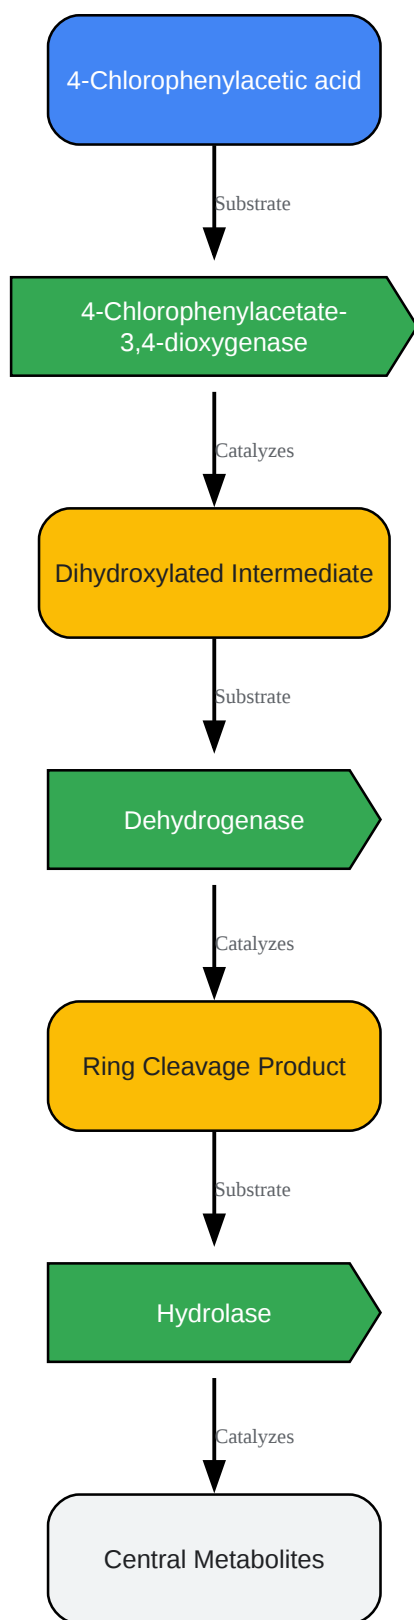 4-Chlorophenylacetic acid
Substrate
4-Chlorophenylacetate-
3,4-dioxygenase
Catalyzes
Dihydroxylated Intermediate
Substrate
Dehydrogenase
Catalyzes
Ring Cleavage Product
Substrate
Hydrolase
Catalyzes
Central Metabolites